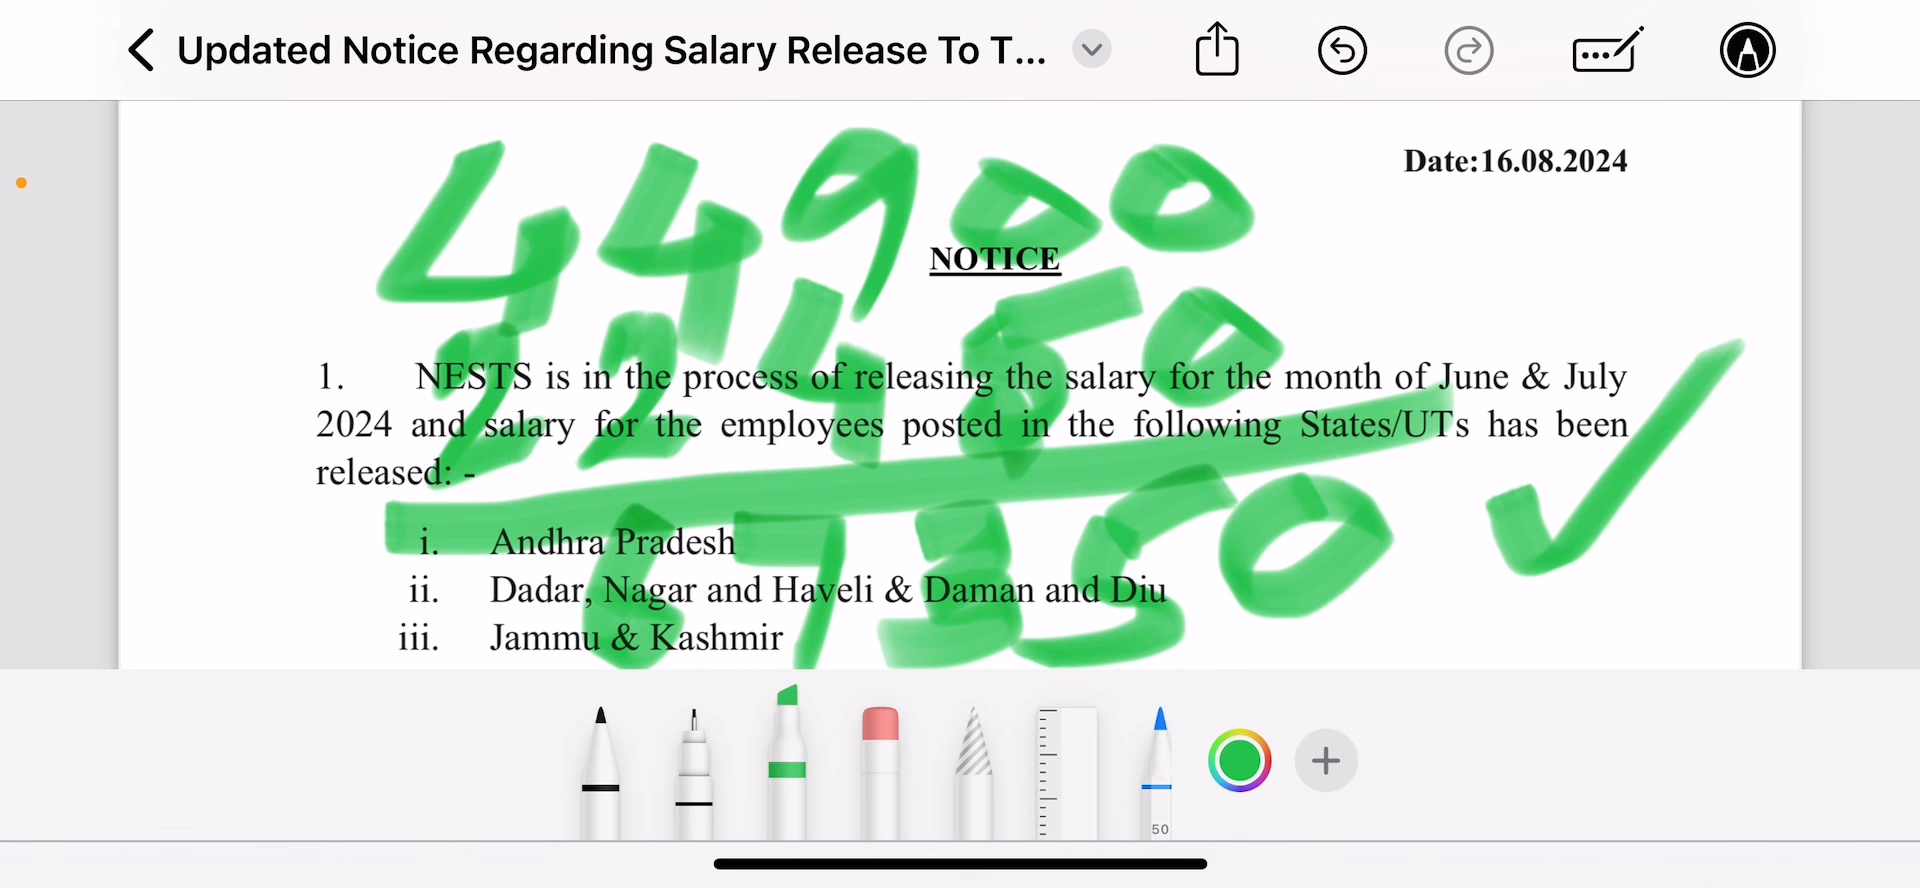 Updated Notice Regarding Salary Release To T...
Date:16.08.2024
44900
NOTICE
22450
1. NESTS is in the process of releasing the salary for the month of June & July
2024 and salary for the employees posted in the following States/UTs has been
released: -
67350
i. Andhra Pradesh
ii. Dadar, Nagar and Haveli & Daman and Diu
iii. Jammu & Kashmir
50